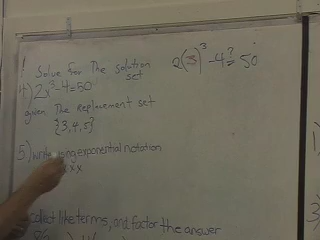 Solve for The solution set
2(3)³-4≟50
4) 2x³-4=50
given The Replacement set
{3,4,5}
5) write using exponential notation
collect like terms, and factor the answer